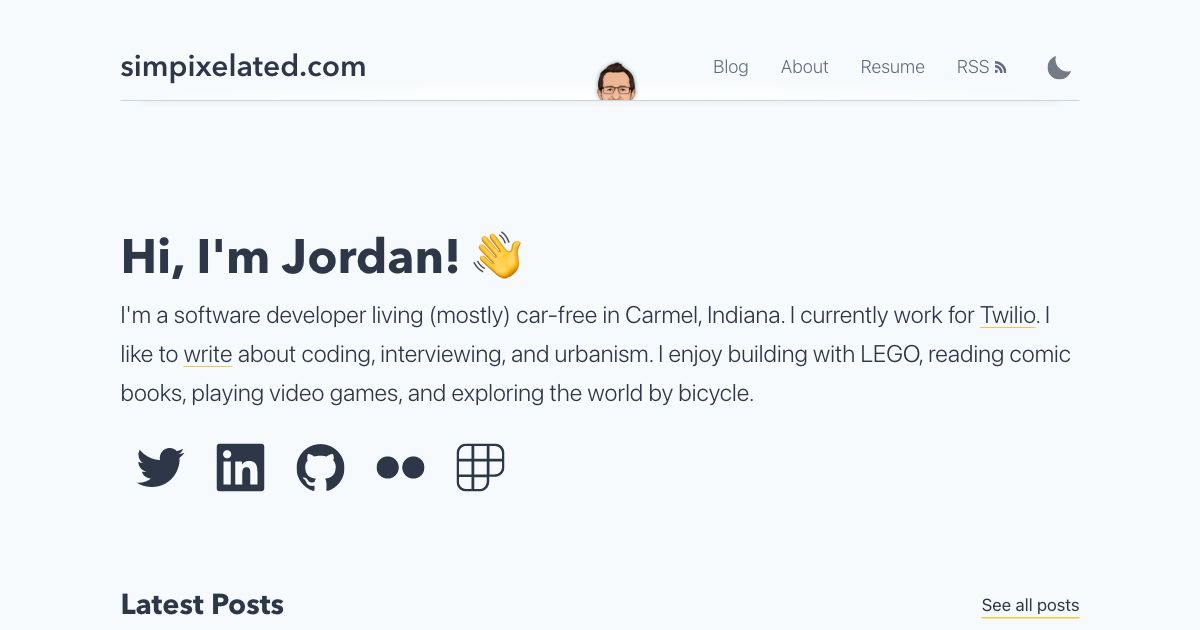 simpixelated.com
Blog About Resume RSS
Hi, I'm Jordan! 👋
I'm a software developer living (mostly) car-free in Carmel, Indiana. I currently work for Twilio. I
like to write about coding, interviewing, and urbanism. I enjoy building with LEGO, reading comic
books, playing video games, and exploring the world by bicycle.
in
Latest Posts
See all posts